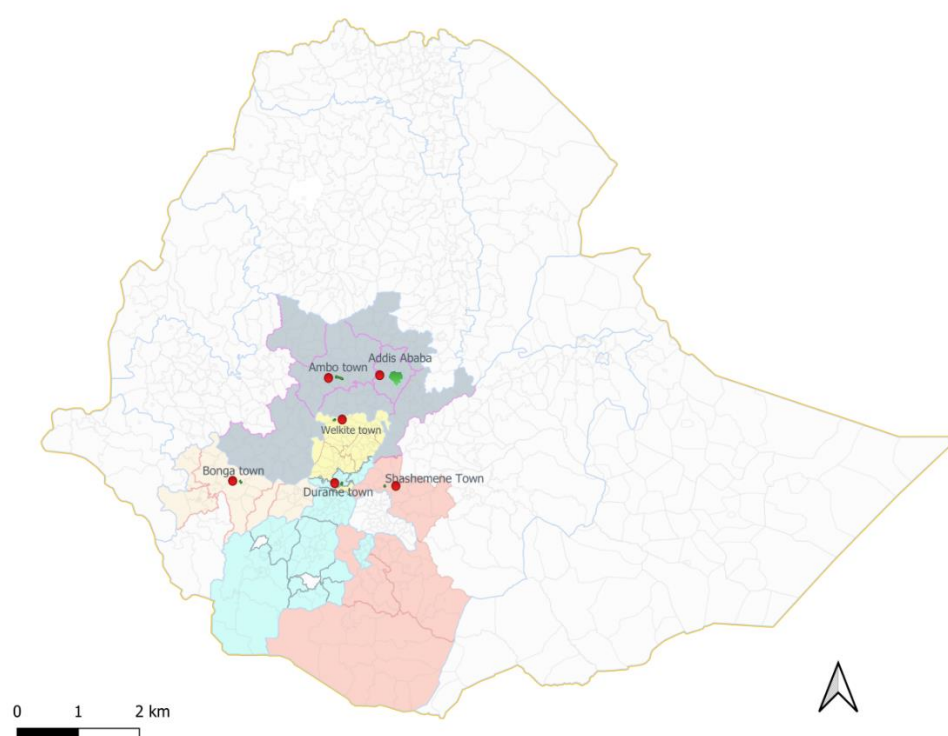 Addis Ababa
Ambo town
Welkite town
Bonga town
Shashemene Town
Durame town
0 1 2 km